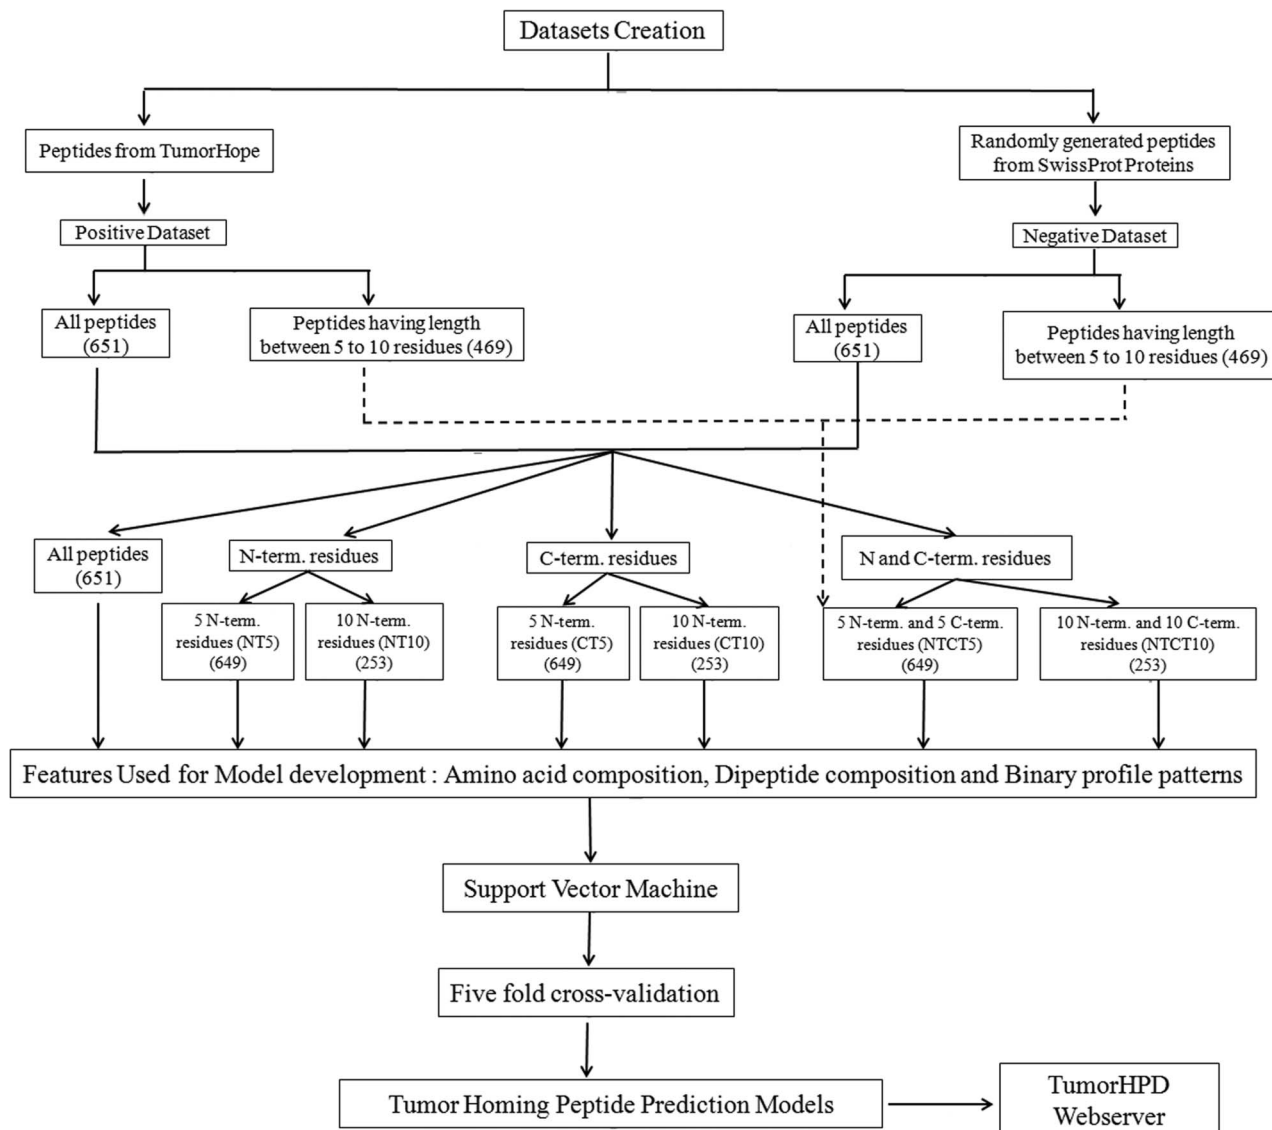 Datasets Creation
Peptides from TumorHope
Randomly generated peptides
from SwissProt Proteins
Positive Dataset
Negative Dataset
All peptides
(651)
Peptides having length
between 5 to 10 residues (469)
All peptides
(651)
Peptides having length
between 5 to 10 residues (469)
All peptides
(651)
N-term. residues
C-term. residues
N and C-term. residues
5 N-term.
residues (NT5)
(649)
10 N-term.
residues (NT10)
(253)
5 N-term.
residues (CT5)
(649)
10 N-term.
residues (CT10)
(253)
5 N-term. and 5 C-term.
residues (NTCT5)
(649)
10 N-term. and 10 C-term.
residues (NTCT10)
(253)
Features Used for Model development : Amino acid composition, Dipeptide composition and Binary profile patterns
Support Vector Machine
Five fold cross-validation
Tumor Homing Peptide Prediction Models
TumorHPD
Webserver